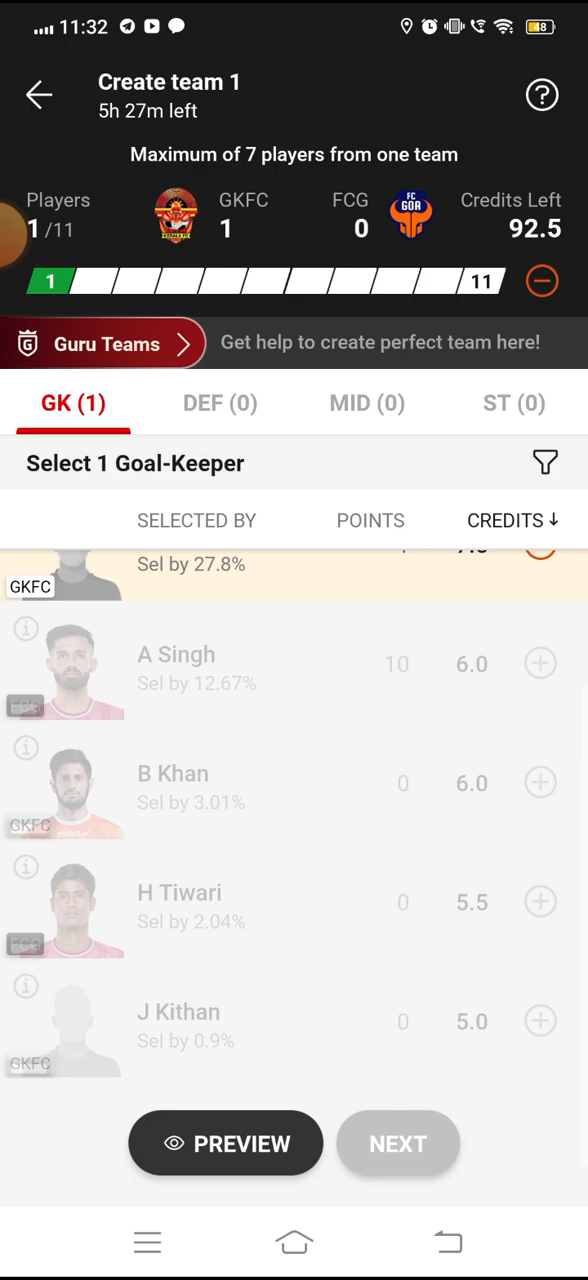 11:32
48
Create team 1
5h 27m left
Maximum of 7 players from one team
Players
1/11
GKFC
1
FCG
0
FC
GOA
KERALA FC
Credits Left
92.5
1
11
G
Guru Teams
Get help to create perfect team here!
GK (1)
DEF (0)
MID (0)
ST (0)
Select 1 Goal-Keeper
SELECTED BY
POINTS
CREDITS↓
Sel by 27.8%
GKFC
A Singh
10
6.0
Sel by 12.67%
FCG
B Khan
0
6.0
Sel by 3.01%
GKFC
H Tiwari
0
5.5
Sel by 2.04%
FCG
J Kithan
0
5.0
Sel by 0.9%
GKFC
PREVIEW
NEXT